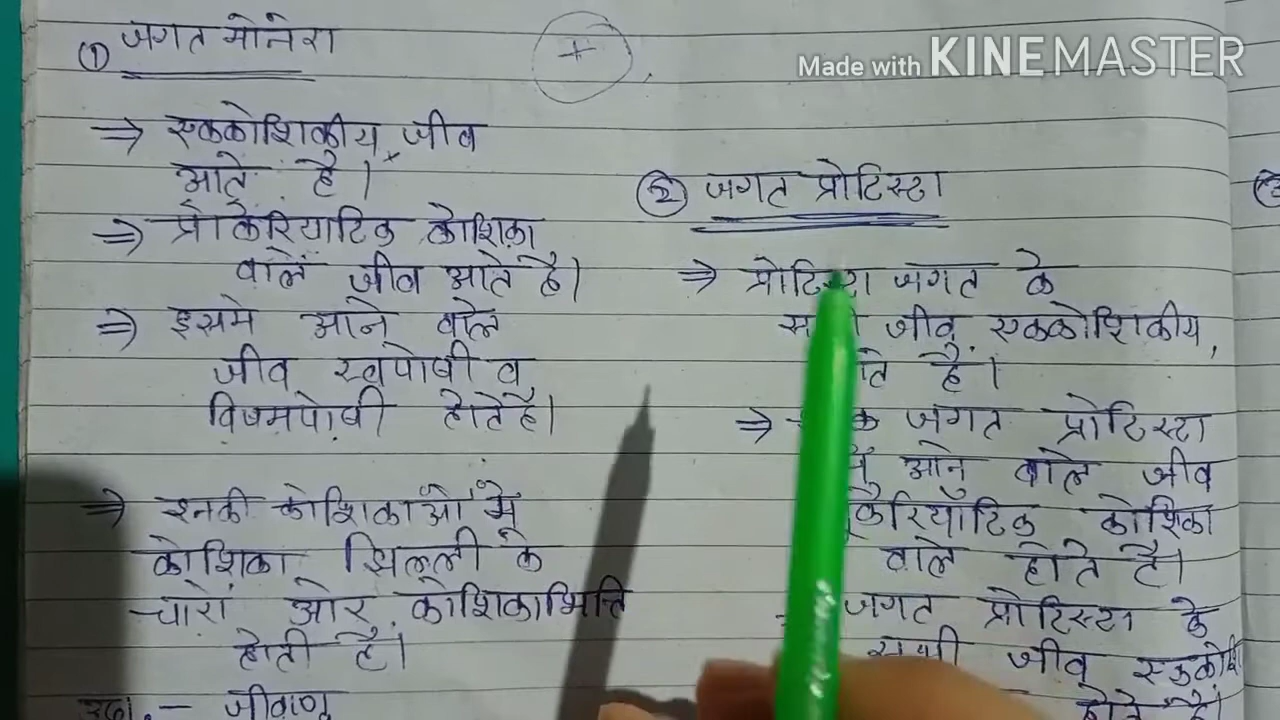 ① जगत मोनेरा
⇒ एककोशिकीय जीव
आते हैं।
⇒ प्रोकैरियाटिक कोशिका
वाले जीव आते है।
⇒ इसमे आने वाले
जीव स्वपोषी व
विषमपोषी होते है।
⇒ इनकी कोशिकाओं में
कोशिका झिल्ली के
चारों ओर कोशिकाभित्ति
होती है।
उदा. – जीवाणु
+
Made with KINEMASTER
② जगत प्रोटिस्टा
⇒ प्रोटिस्टा जगत के
जीव एककोशिकीय
है।
⇒ जगत प्रोटिस्टा
आने वाले जीव
कोशिका
वाले होते है।
जगत प्रोटिस्टा के
सभी जीव
होते है।